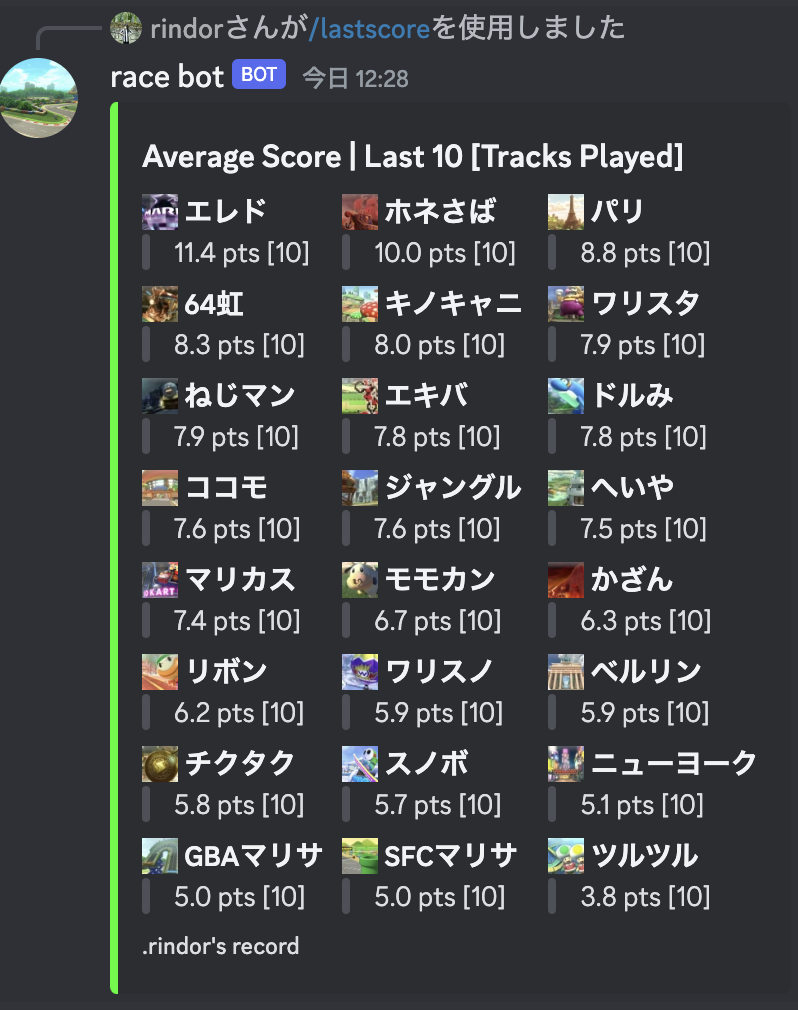 rindorさんが/lastscoreを使用しました
race bot BOT 今日 12:28
Average Score | Last 10 [Tracks Played]
エレド ホネさば パリ
11.4 pts [10] 10.0 pts [10] 8.8 pts [10]
64虹 キノキャニ ワリスタ
8.3 pts [10] 8.0 pts [10] 7.9 pts [10]
ねじマン エキバ ドルみ
7.9 pts [10] 7.8 pts [10] 7.8 pts [10]
ココモ ジャングル へいや
7.6 pts [10] 7.6 pts [10] 7.5 pts [10]
マリカス モモカン かざん
7.4 pts [10] 6.7 pts [10] 6.3 pts [10]
リボン ワリスノ ベルリン
6.2 pts [10] 5.9 pts [10] 5.9 pts [10]
チクタク スノボ ニューヨーク
5.8 pts [10] 5.7 pts [10] 5.1 pts [10]
GBAマリサ SFCマリサ ツルツル
5.0 pts [10] 5.0 pts [10] 3.8 pts [10]
.rindor's record